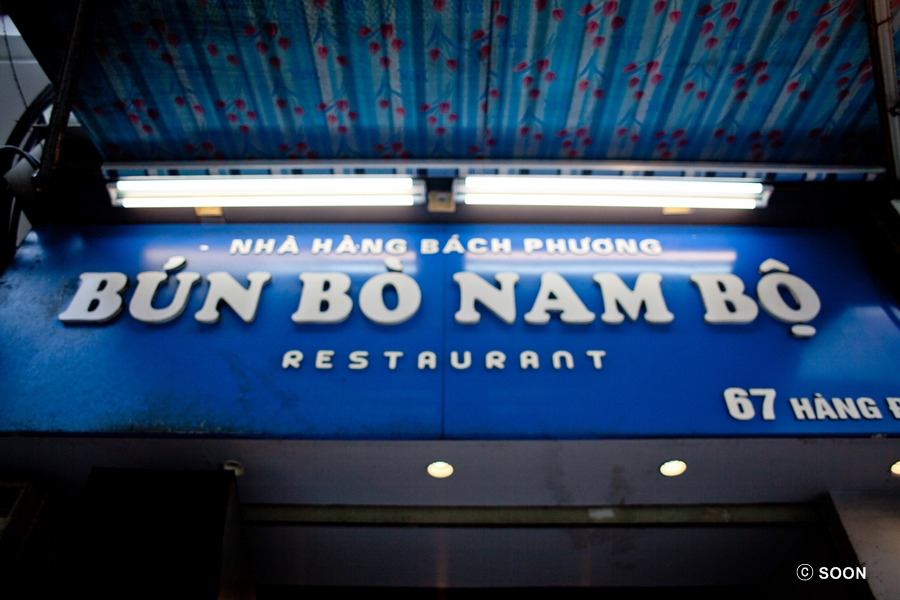 NHÀ HÀNG BÁCH PHƯƠNG
BÚN BÒ NAM BỘ
RESTAURANT
67 HÀNG
© SOON